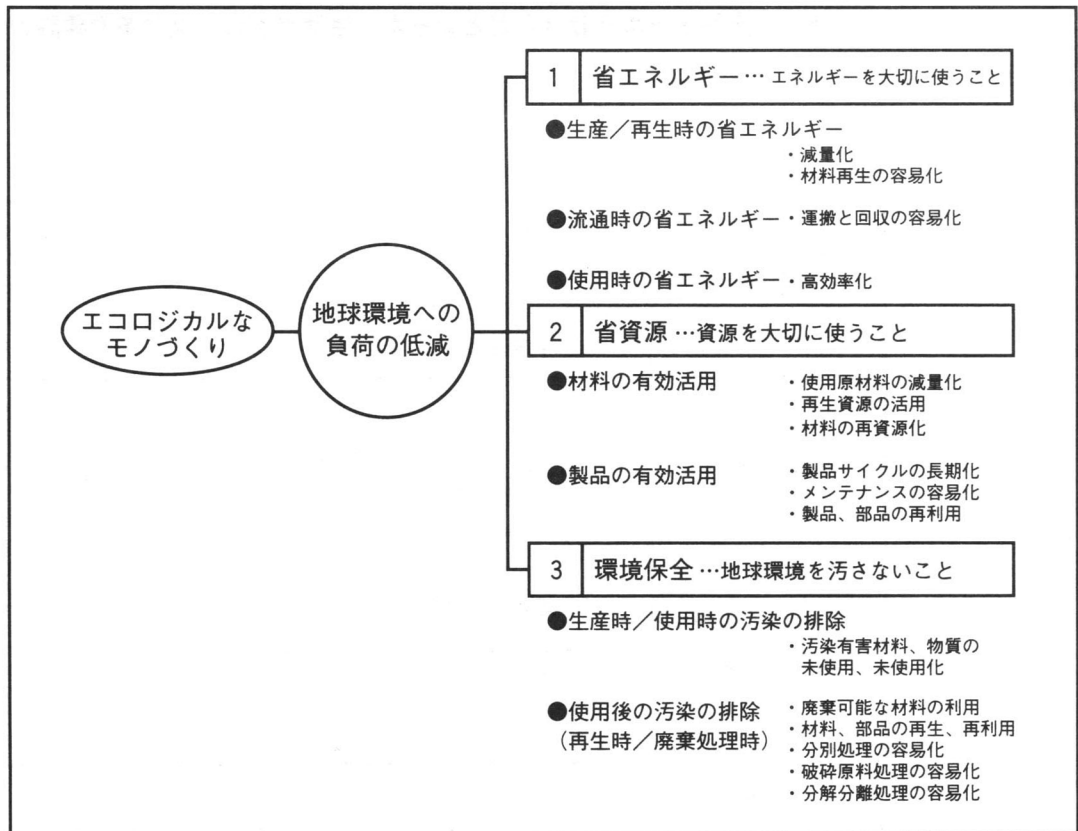 エコロジカルな
モノづくり
地球環境への
負荷の低減
1 省エネルギー… エネルギーを大切に使うこと
●生産／再生時の省エネルギー
・減量化
・材料再生の容易化
●流通時の省エネルギー・運搬と回収の容易化
●使用時の省エネルギー・高効率化
2 省資源…資源を大切に使うこと
●材料の有効活用 ・使用原材料の減量化
・再生資源の活用
・材料の再資源化
●製品の有効活用 ・製品サイクルの長期化
・メンテナンスの容易化
・製品、部品の再利用
3 環境保全…地球環境を汚さないこと
●生産時／使用時の汚染の排除
・汚染有害材料、物質の
未使用、未使用化
●使用後の汚染の排除 ・廃棄可能な材料の利用
（再生時／廃棄処理時） ・材料、部品の再生、再利用
・分別処理の容易化
・破砕原料処理の容易化
・分解分離処理の容易化